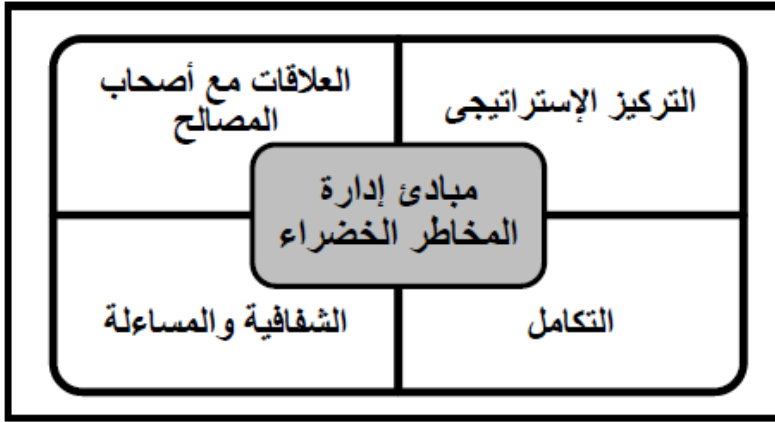 التركيز الإستراتيجى
العلاقات مع أصحاب
المصالح
مبادئ إدارة
المخاطر الخضراء
التكامل
الشفافية والمساءلة